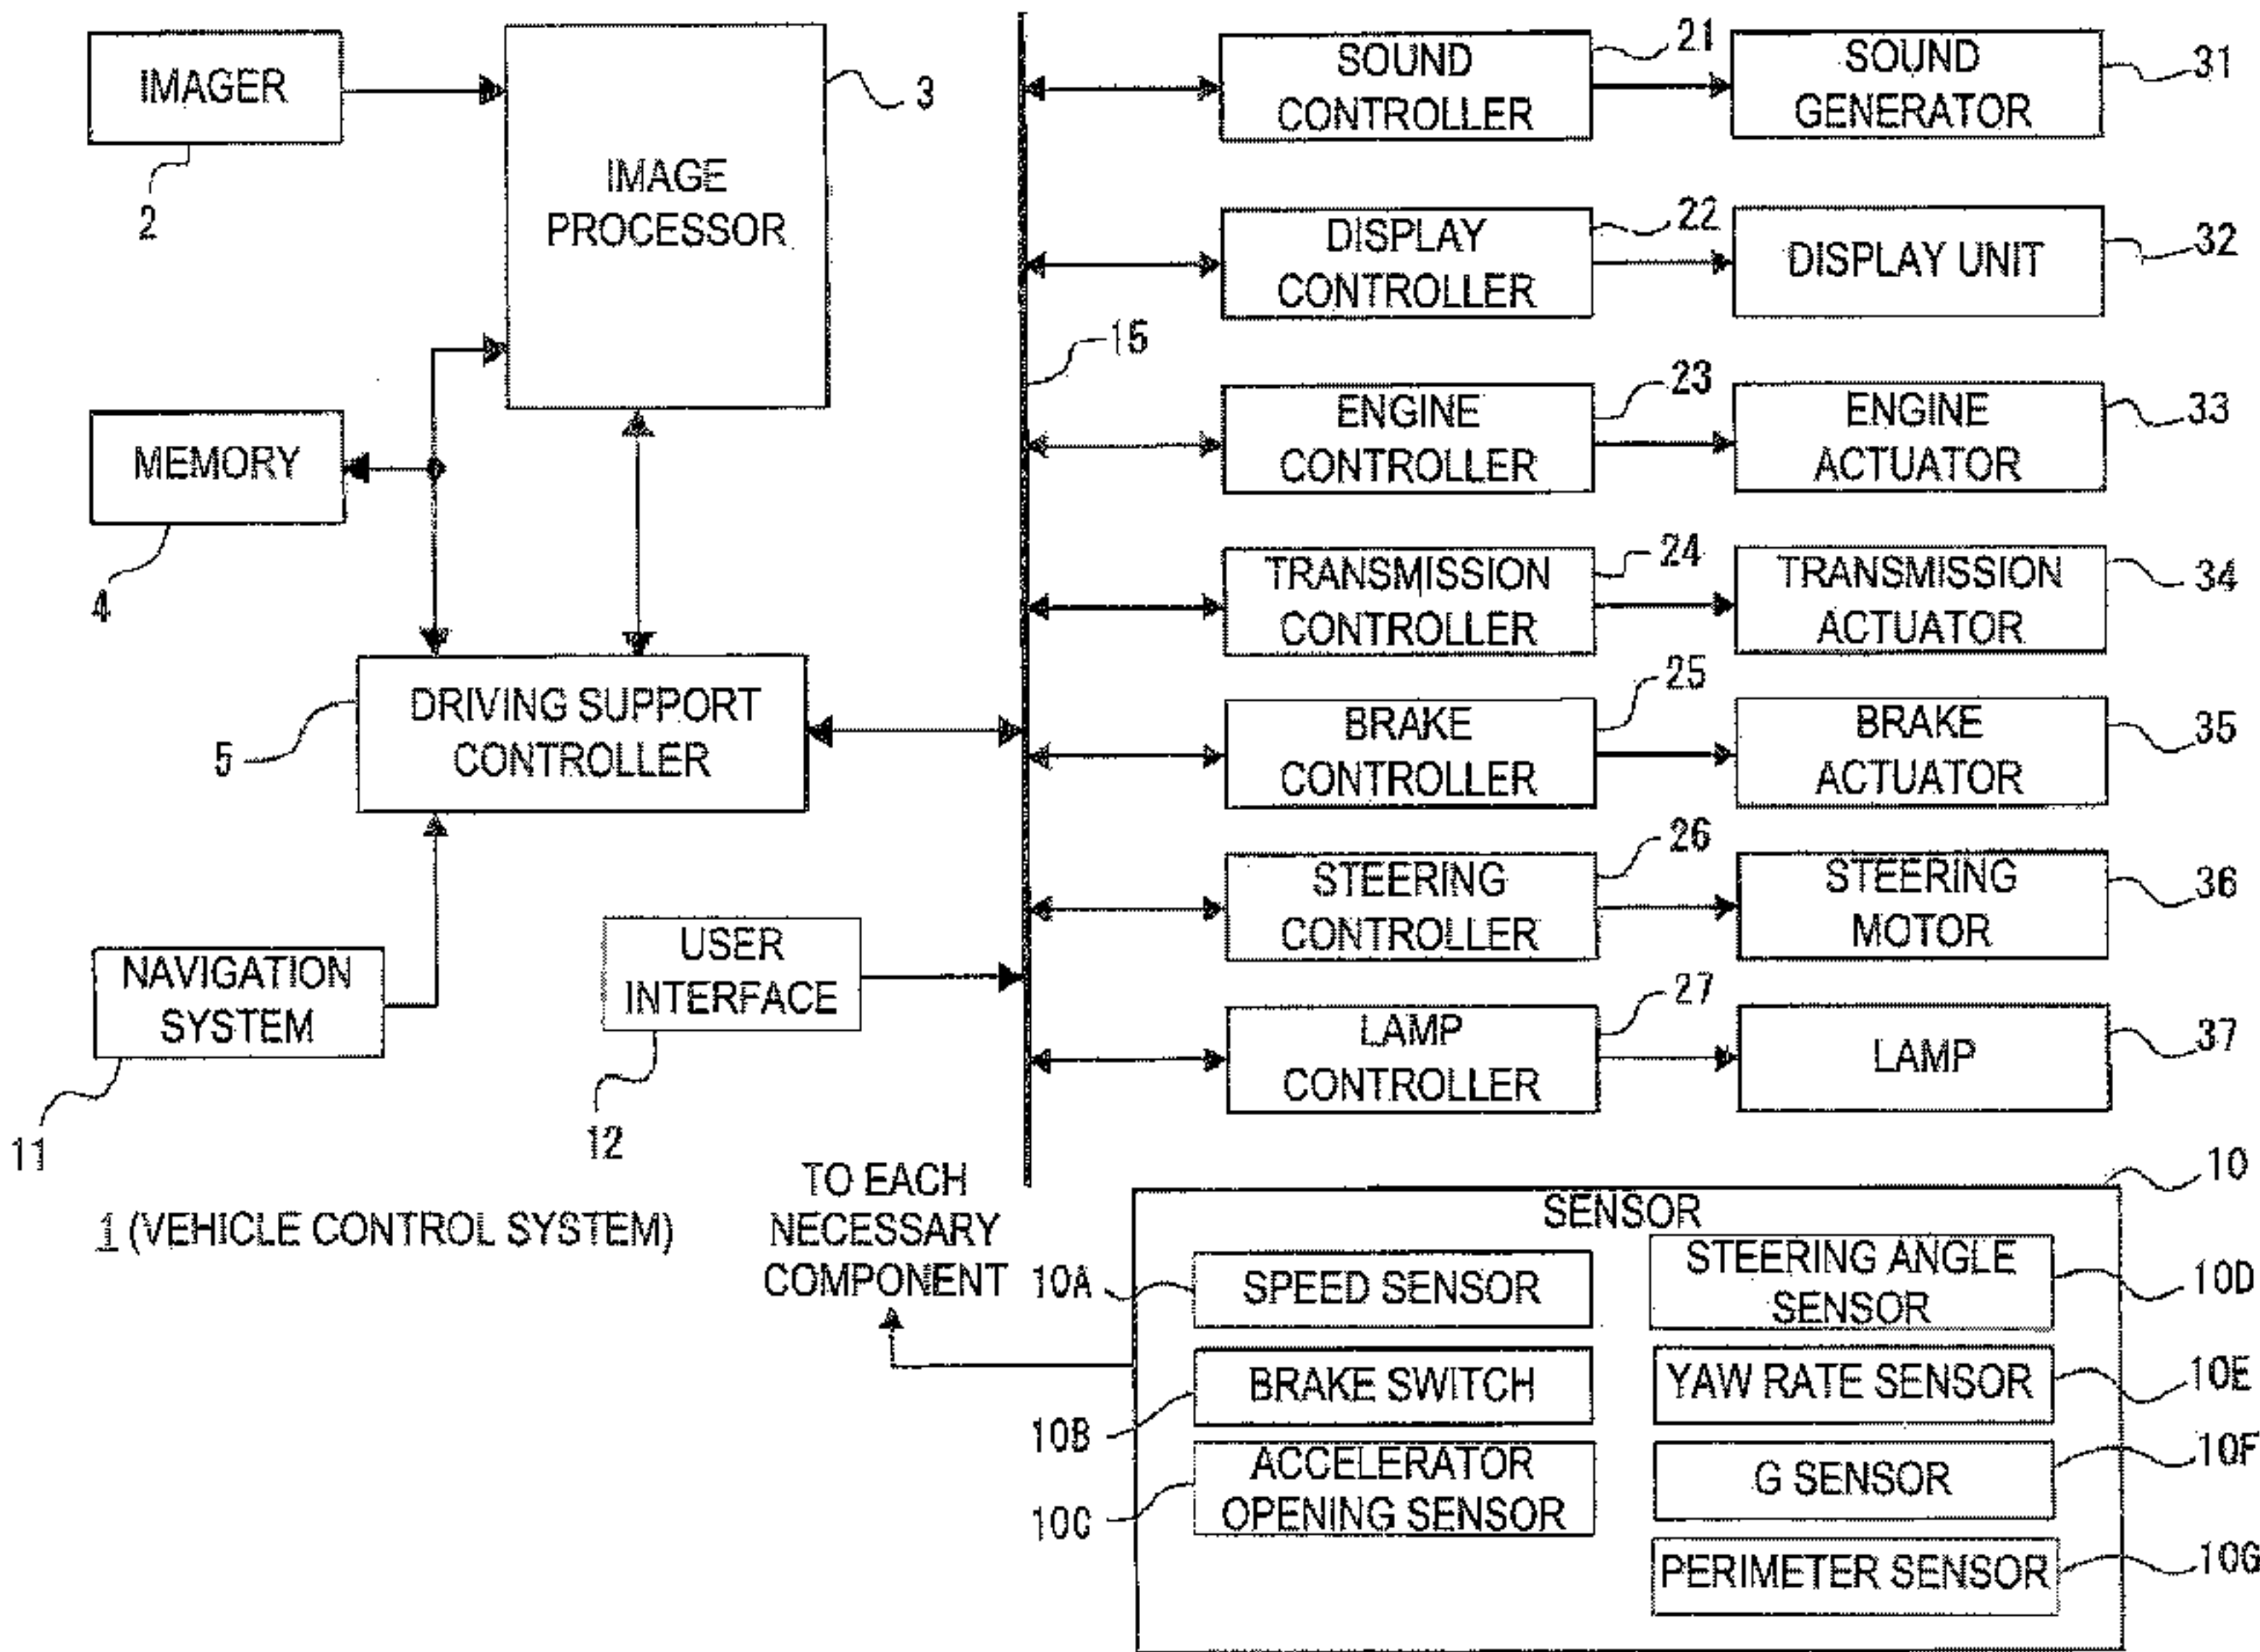 IMAGER
2
IMAGE
PROCESSOR
3
MEMORY
4
DRIVING SUPPORT
CONTROLLER
5
NAVIGATION
SYSTEM
11
USER
INTERFACE
12
15
SOUND
CONTROLLER
21
SOUND
GENERATOR
31
DISPLAY
CONTROLLER
22
DISPLAY UNIT
32
ENGINE
CONTROLLER
23
ENGINE
ACTUATOR
33
TRANSMISSION
CONTROLLER
24
TRANSMISSION
ACTUATOR
34
BRAKE
CONTROLLER
25
BRAKE
ACTUATOR
35
STEERING
CONTROLLER
26
STEERING
MOTOR
36
LAMP
CONTROLLER
27
LAMP
37
1 (VEHICLE CONTROL SYSTEM)
TO EACH
NECESSARY
COMPONENT
10
SENSOR
10A
SPEED SENSOR
10B
BRAKE SWITCH
10C
ACCELERATOR
OPENING SENSOR
STEERING ANGLE
SENSOR
10D
YAW RATE SENSOR
10E
G SENSOR
10F
PERIMETER SENSOR
10G